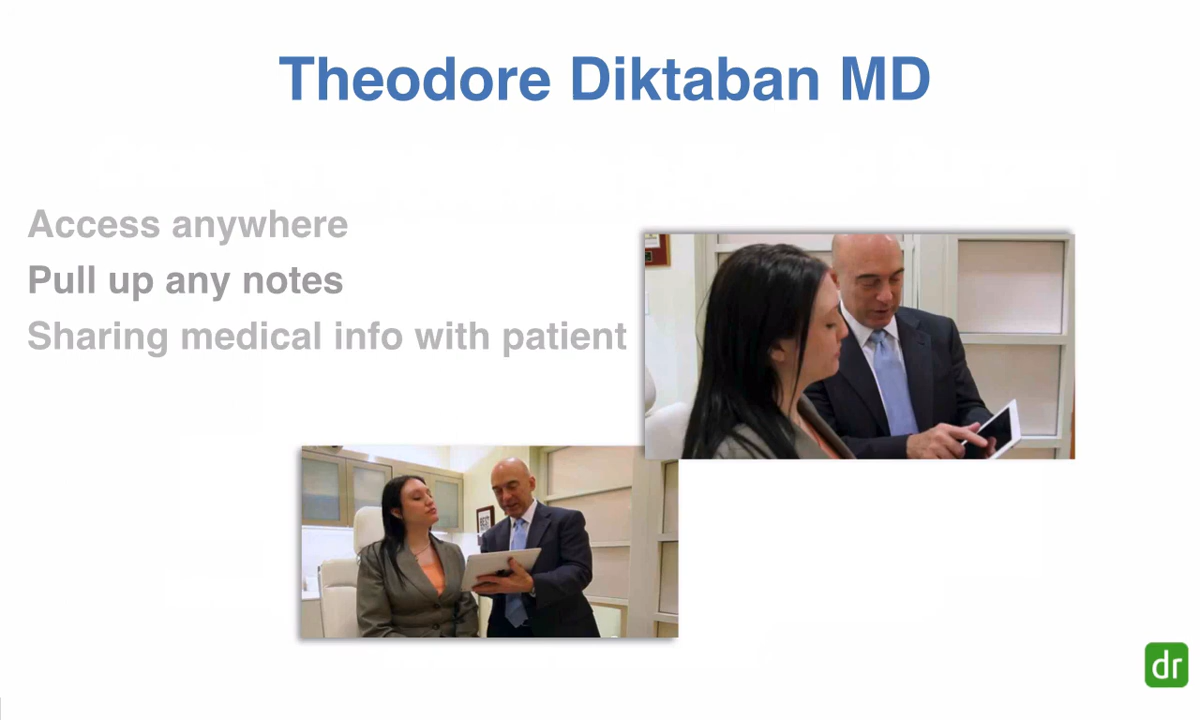 Theodore Diktaban MD
Access anywhere
Pull up any notes
Sharing medical info with patient
dr